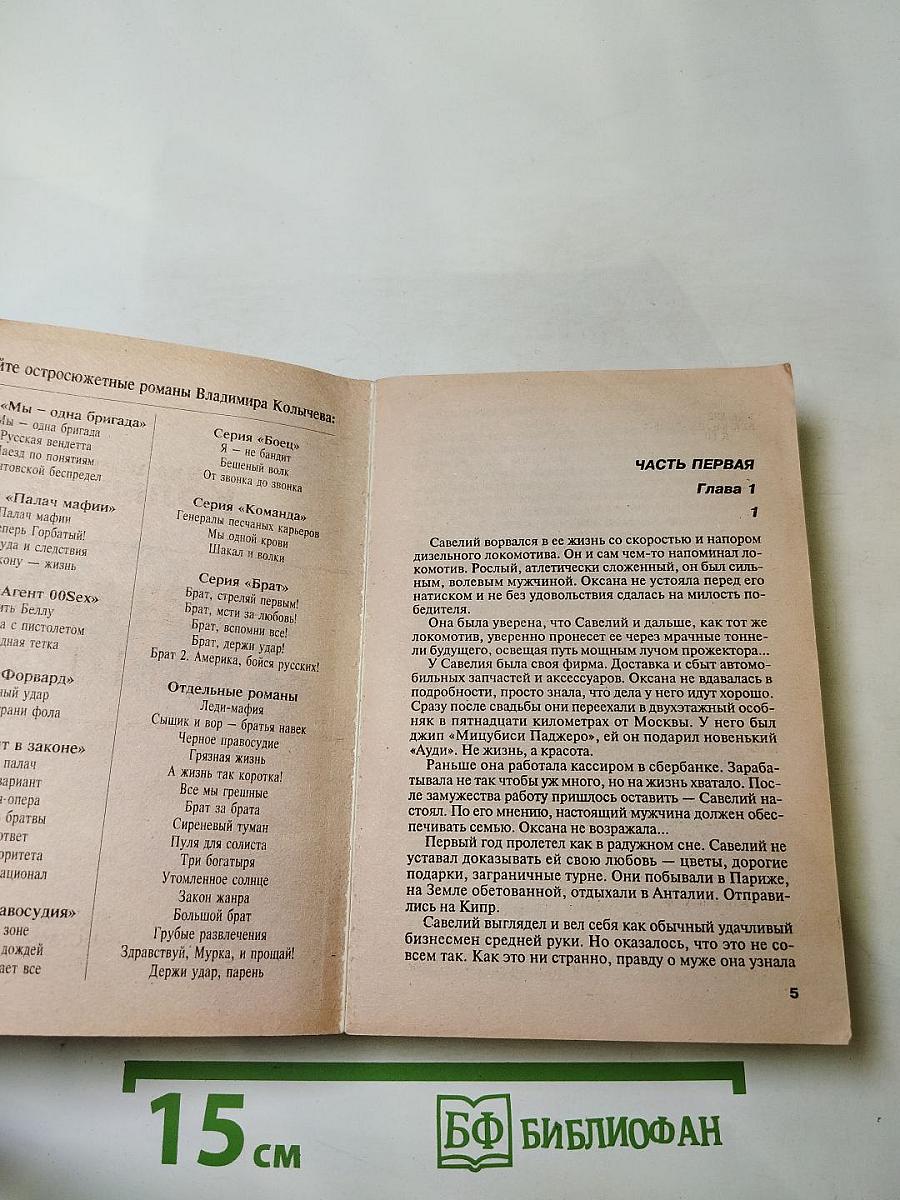 йте остросюжетные романы Владимира Колычева:
«Мы – одна бригада»
Мы – одна бригада
Русская вендетта
Наезд по понятиям
нтовской беспредел
«Палач мафии»
Палач мафии
еперь Горбатый!
уда и следствия
кону — жизнь
«Агент 00Sex»
ить Беллу
а с пистолетом
дная тетка
«Форвард»
ный удар
грани фола
т в законе»
палач
вариант
я-опера
братвы
ответ
оритета
национал
авосудия»
зоне
дождей
ает все
Серия «Боец»
Я – не бандит
Бешеный волк
От звонка до звонка
Серия «Команда»
Генералы песчаных карьеров
Мы одной крови
Шакал и волки
Серия «Брат»
Брат, стреляй первым!
Брат, мсти за любовь!
Брат, вспомни все!
Брат, держи удар!
Брат 2. Америка, бойся русских!
Отдельные романы
Леди-мафия
Сыщик и вор – братья навек
Черное правосудие
Грязная жизнь
А жизнь так коротка!
Все мы грешные
Брат за брата
Сиреневый туман
Пуля для солиста
Три богатыря
Утомленное солнце
Закон жанра
Большой брат
Грубые развлечения
Здравствуй, Мурка, и прощай!
Держи удар, парень
ЧАСТЬ ПЕРВАЯ
Глава 1
1
Савелий ворвался в ее жизнь со скоростью и напором
дизельного локомотива. Он и сам чем-то напоминал ло-
комотив. Рослый, атлетически сложенный, он был силь-
ным, волевым мужчиной. Оксана не устояла перед его
натиском и не без удовольствия сдалась на милость по-
бедителя.
Она была уверена, что Савелий и дальше, как тот же
локомотив, уверенно пронесет ее через мрачные тонне-
ли будущего, освещая путь мощным лучом прожектора...
У Савелия была своя фирма. Доставка и сбыт автомо-
бильных запчастей и аксессуаров. Оксана не вдавалась в
подробности, просто знала, что дела у него идут хорошо.
Сразу после свадьбы они переехали в двухэтажный особ-
няк в пятнадцати километрах от Москвы. У него был
джип «Мицубиси Паджеро», ей он подарил новенький
«Ауди». Не жизнь, а красота.
Раньше она работала кассиром в сбербанке. Зараба-
тывала не так чтобы уж много, но на жизнь хватало. Пос-
ле замужества работу пришлось оставить — Савелий на-
стоял. По его мнению, настоящий мужчина должен обес-
печивать семью. Оксана не возражала...
Первый год пролетел как в радужном сне. Савелий не
уставал доказывать ей свою любовь — цветы, дорогие
подарки, заграничные турне. Они побывали в Париже,
на Земле обетованной, отдыхали в Анталии. Отправи-
лись на Кипр.
Савелий выглядел и вел себя как обычный удачливый
бизнесмен средней руки. Но оказалось, что это не со-
всем так. Как это ни странно, правду о муже она узнала
5
15 см
БФ БИБЛИОФАН